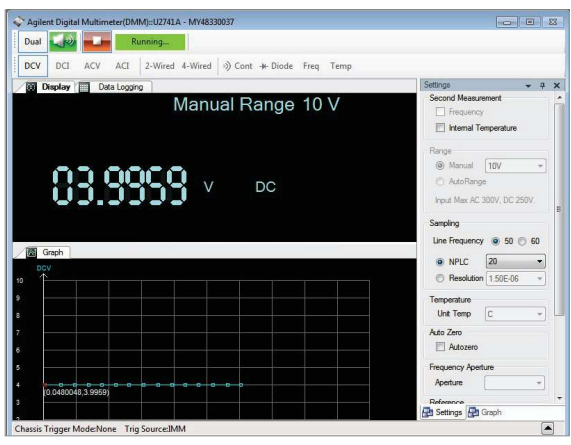 Agilent Digital Multimeter(DMM)::U2741A - MY48330037
Dual
Running...
DCV DCI ACV ACI 2-Wired 4-Wired Cont Diode Freq Temp
Display Data Logging
Manual Range 10 V
03.9959 V DC
Graph
DCV
10
9
8
7
6
5
4
(0.0480048,3.9959)
3
2
Settings
Second Measurement
Frequency
Internal Temperature
Range
Manual 10V
AutoRange
Input Max AC 300V, DC 250V.
Sampling
Line Frequency 50 60
NPLC 20
Resolution 1.50E-06
Temperature
Unit Temp C
Auto Zero
Autozero
Frequency Aperture
Aperture
Reference
Settings Graph
Chassis Trigger Mode:None Trig Source:IMM